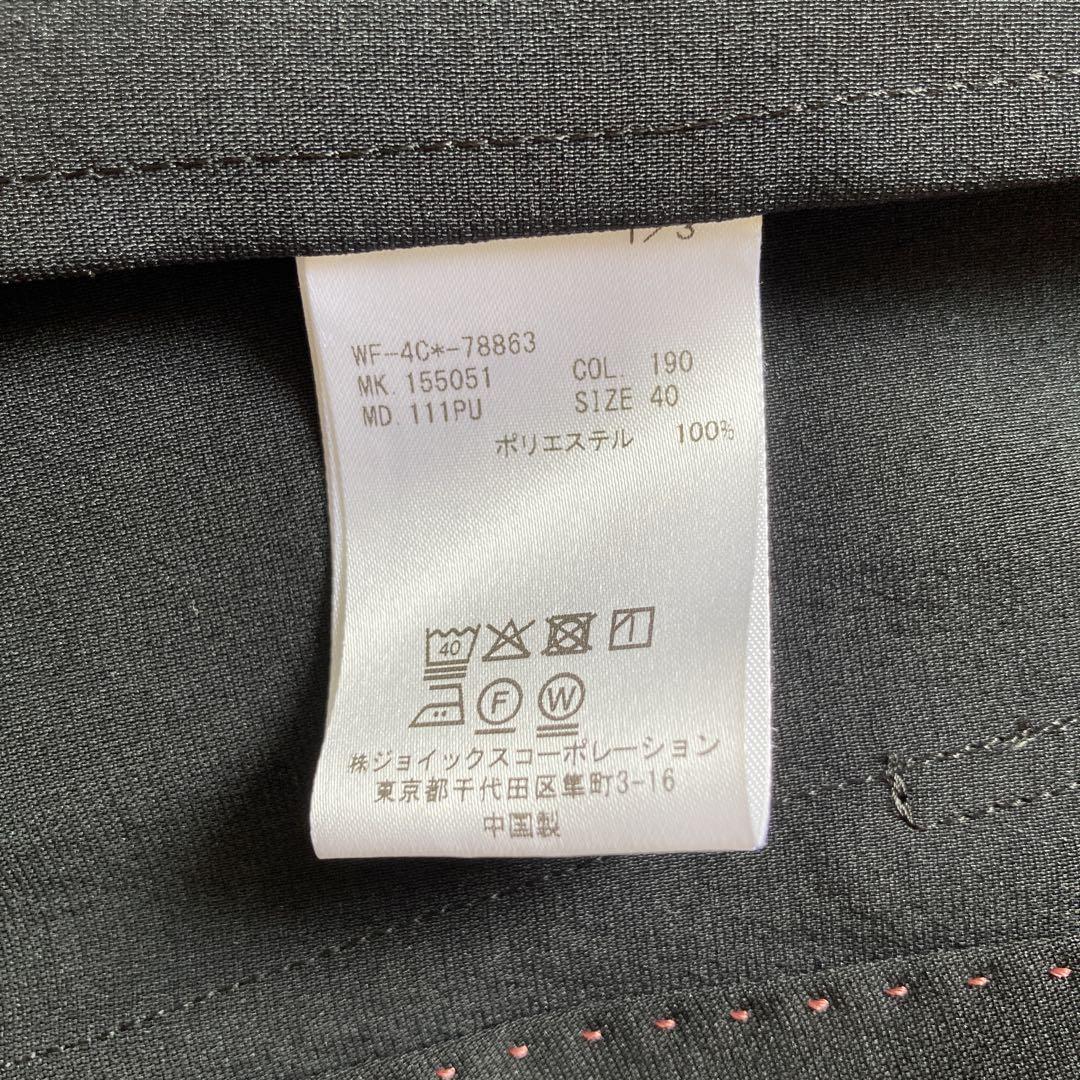 1/3
WF-4C*-78863
MK. 155051 COL. 190
MD. 111PU SIZE 40
ポリエステル 100%
40
F W
株ジョイックスコーポレーション
東京都千代田区隼町3-16
中国製